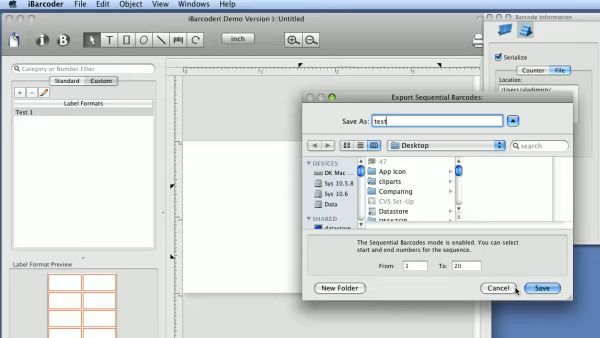 iBarcoder File Edit Object View Window Help
iBarcoder( Demo Version )::Untitled
Barcode Information
i B T inch
Category or Number Filter
Standard Custom
+ -
Label Formats
Test 1
Label Format Preview
Serialize
Counter File
Location:
Export Sequential Barcodes:
Save As: test
Desktop
search
DEVICES
DK Mac ...
Sys 10.5.8
Sys 10.6
Data
SHARED
datastore
47
App Icon
cliparts
Comparing
CVS Set-Up
Datastore
The Sequential Barcodes mode is enabled. You can select
start and end numbers for the sequence.
From: 1 To: 20
New Folder Cancel Save